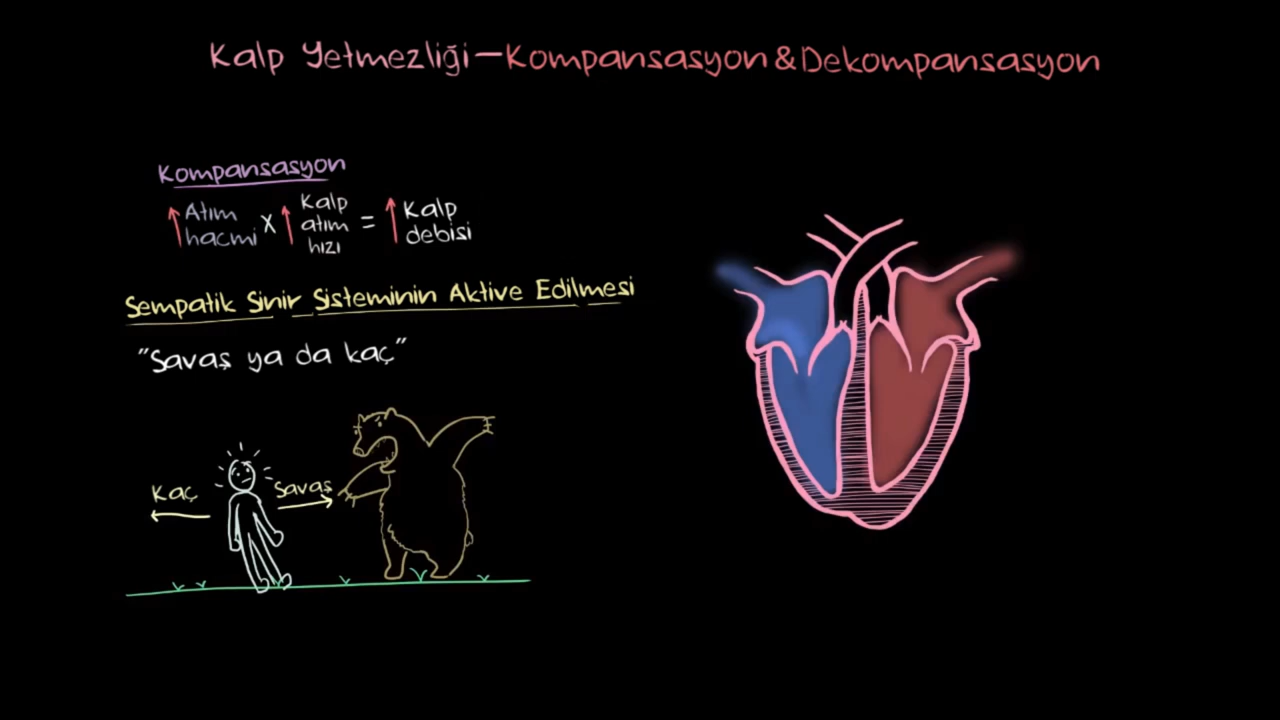 Kalp Yetmezliği—Kompansasyon&Dekompansasyon
Kompansasyon
↑ Atım hacmi x ↑ Kalp atım hızı = ↑ Kalp debisi
Sempatik Sinir Sisteminin Aktive Edilmesi
"Savaş ya da kaç"
Kaç
Savaş